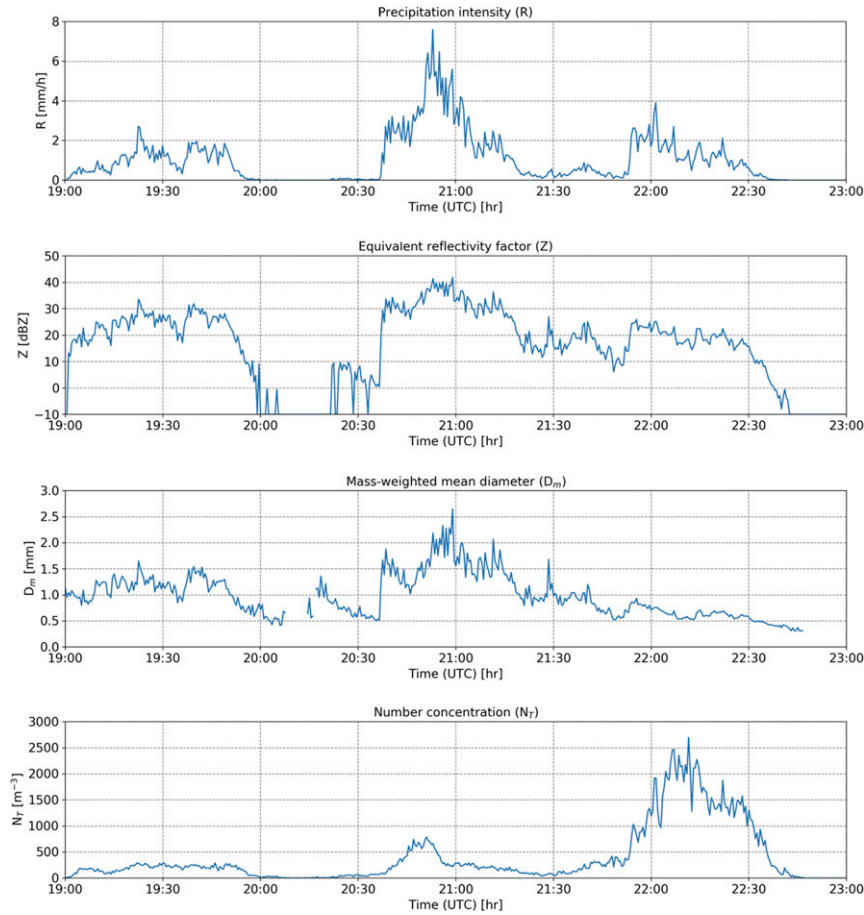 Precipitation intensity (R)
8
6
4
2
0
R [mm/h]
19:00 19:30 20:00 20:30 21:00 21:30 22:00 22:30 23:00
Time (UTC) [hr]
Equivalent reflectivity factor (Z)
50
40
30
20
10
0
−10
Z [dBZ]
19:00 19:30 20:00 20:30 21:00 21:30 22:00 22:30 23:00
Time (UTC) [hr]
Mass-weighted mean diameter (Dₘ)
3.0
2.5
2.0
1.5
1.0
0.5
0.0
Dₘ [mm]
19:00 19:30 20:00 20:30 21:00 21:30 22:00 22:30 23:00
Time (UTC) [hr]
Number concentration (N_T)
3000
2500
2000
1500
1000
500
0
N_T [m⁻³]
19:00 19:30 20:00 20:30 21:00 21:30 22:00 22:30 23:00
Time (UTC) [hr]